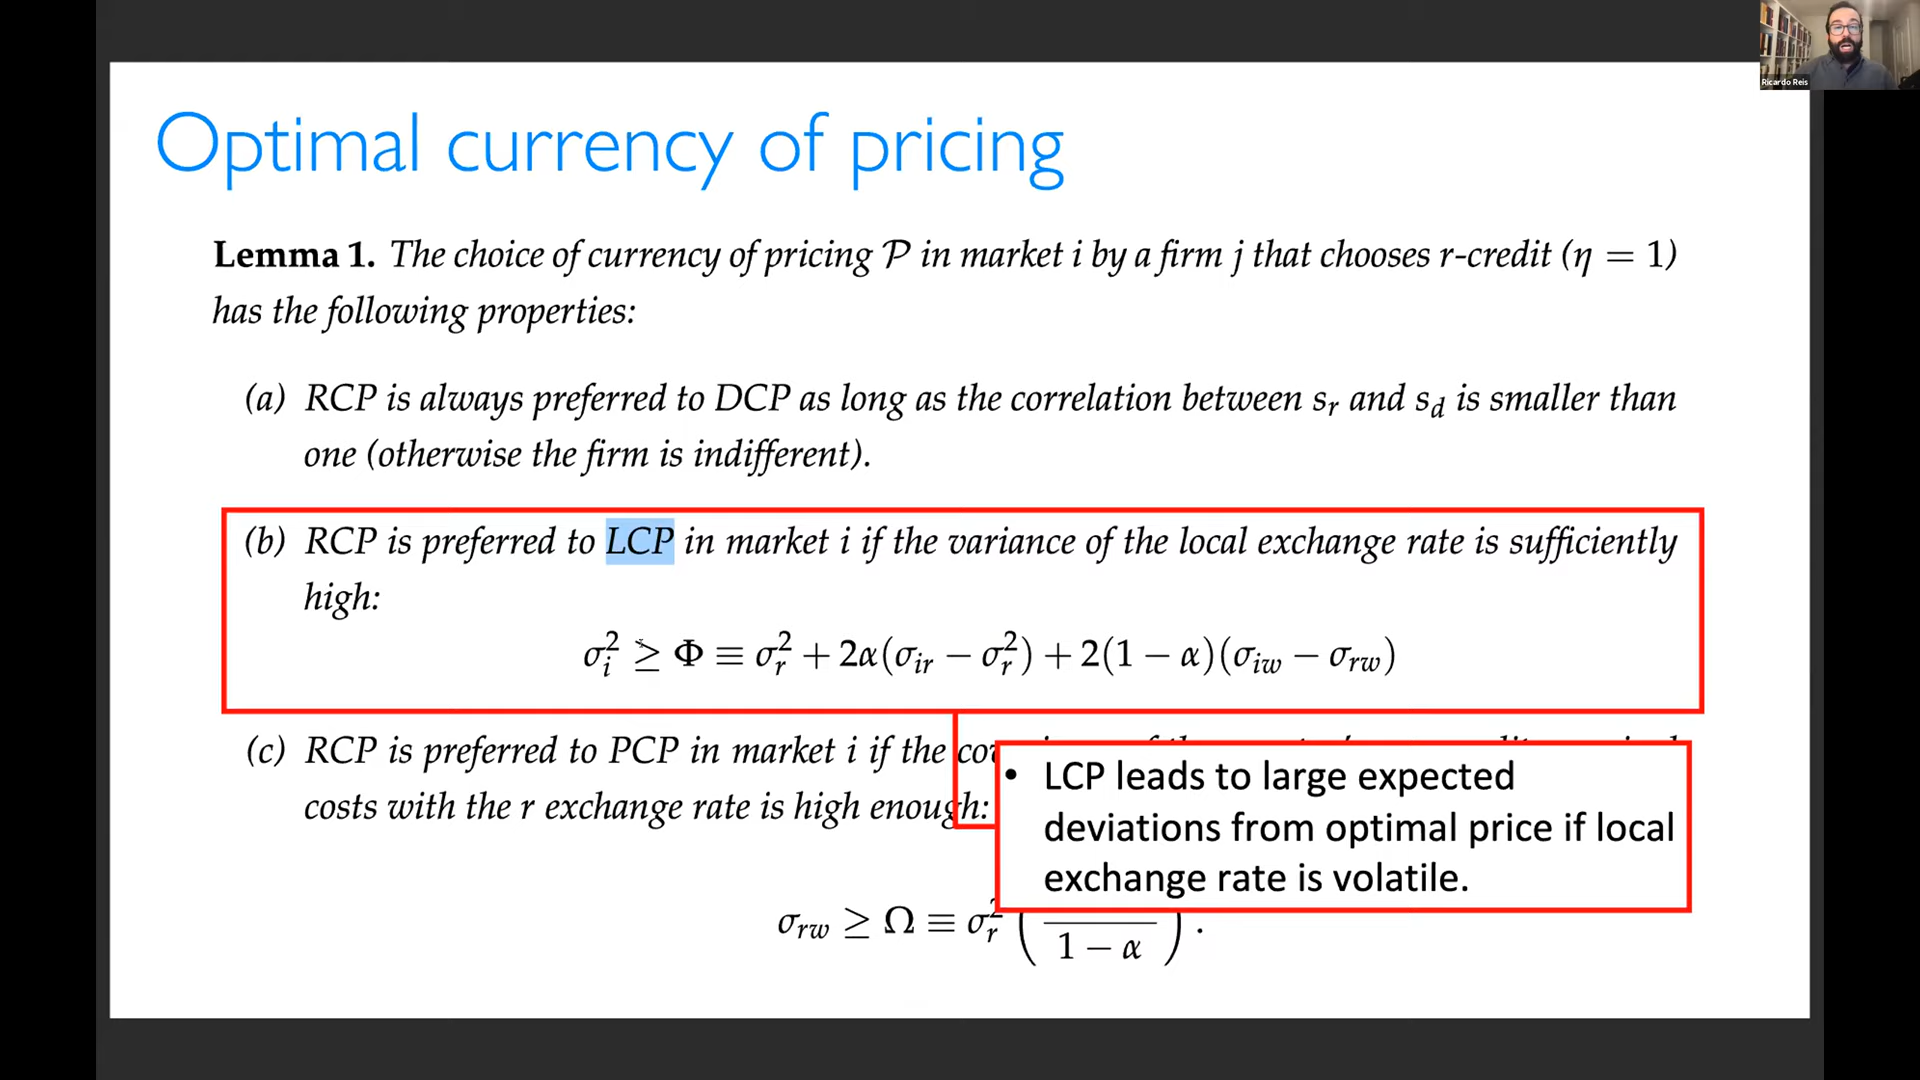 Ricardo Reis
Optimal currency of pricing
Lemma 1. The choice of currency of pricing 𝒫 in market i by a firm j that chooses r-credit (η = 1)
has the following properties:
(a) RCP is always preferred to DCP as long as the correlation between s_r and s_d is smaller than
one (otherwise the firm is indifferent).
(b) RCP is preferred to LCP in market i if the variance of the local exchange rate is sufficiently
high:
σ_i^2 ≥ Φ ≡ σ_r^2 + 2α(σ_ir − σ_r^2) + 2(1 − α)(σ_iw − σ_rw)
(c) RCP is preferred to PCP in market i if the
costs with the r exchange rate is high enough:
• LCP leads to large expected
deviations from optimal price if local
exchange rate is volatile.
σ_rw ≥ Ω ≡ σ_r^2 ( / 1 − α ) .